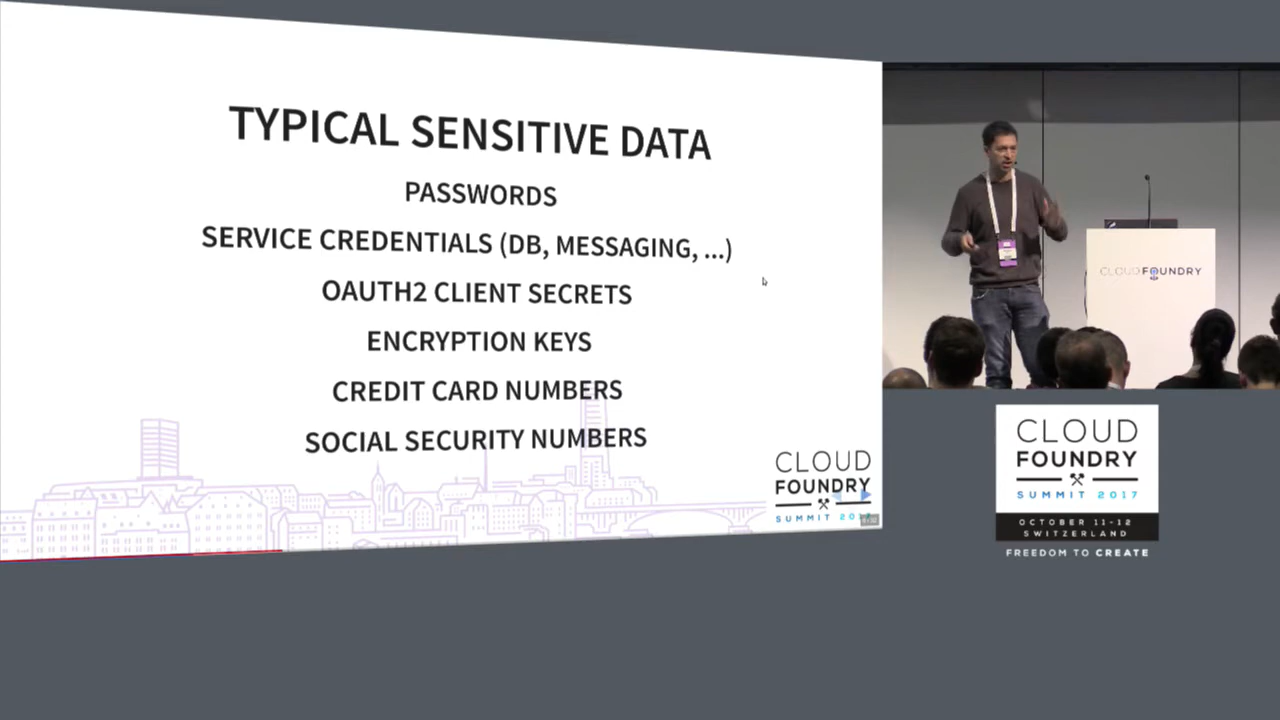 TYPICAL SENSITIVE DATA
PASSWORDS
SERVICE CREDENTIALS (DB, MESSAGING, ...)
OAUTH2 CLIENT SECRETS
ENCRYPTION KEYS
CREDIT CARD NUMBERS
SOCIAL SECURITY NUMBERS
CLOUD
FOUNDRY
SUMMIT
CLOUD FOUNDRY
CLOUD
FOUNDRY
SUMMIT 2017
OCTOBER 11-12
SWITZERLAND
FREEDOM TO CREATE